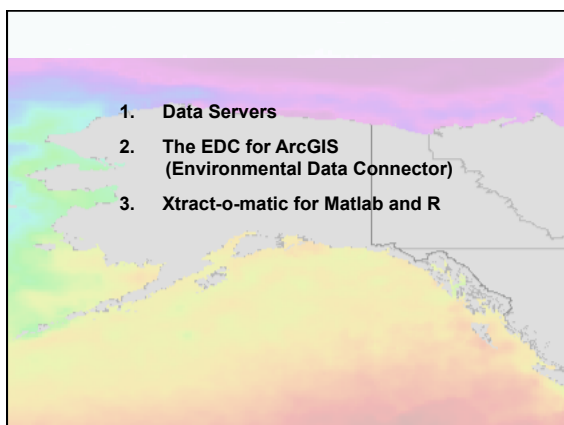 1. Data Servers
2. The EDC for ArcGIS
(Environmental Data Connector)
3. Xtract-o-matic for Matlab and R